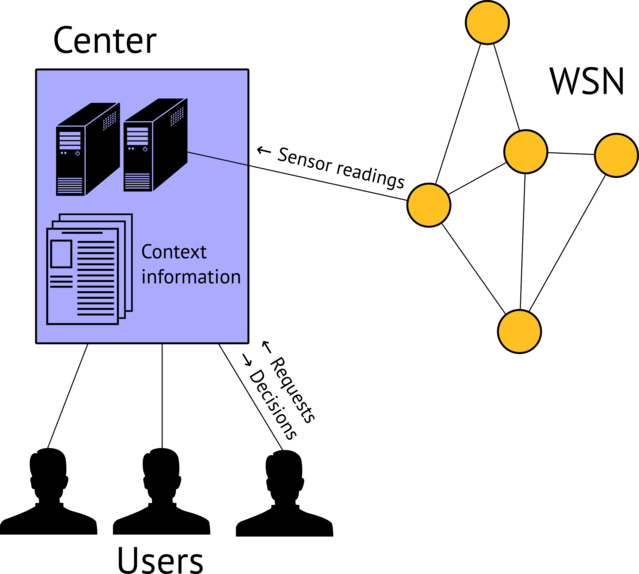 Center
WSN
← Sensor readings
Context
information
← Requests
→ Decisions
Users